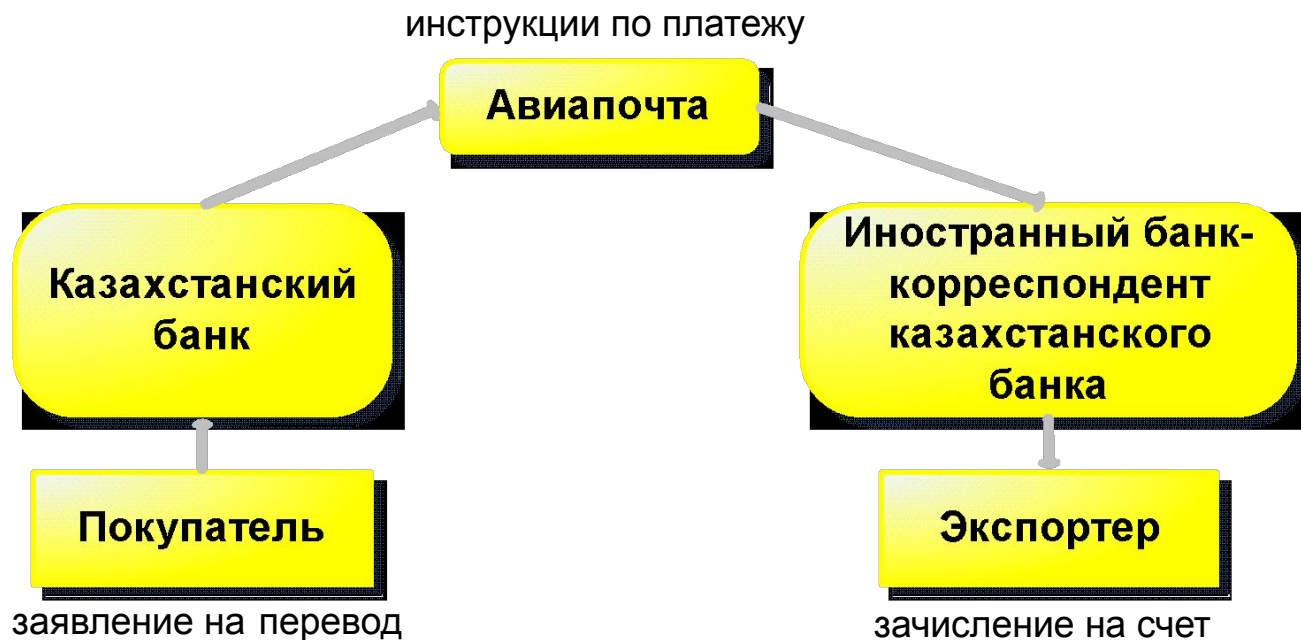 инструкции по платежу
Авиапочта
Казахстанский
банк
Иностранный банк-
корреспондент
казахстанского
банка
Покупатель
Экспортер
заявление на перевод
зачисление на счет